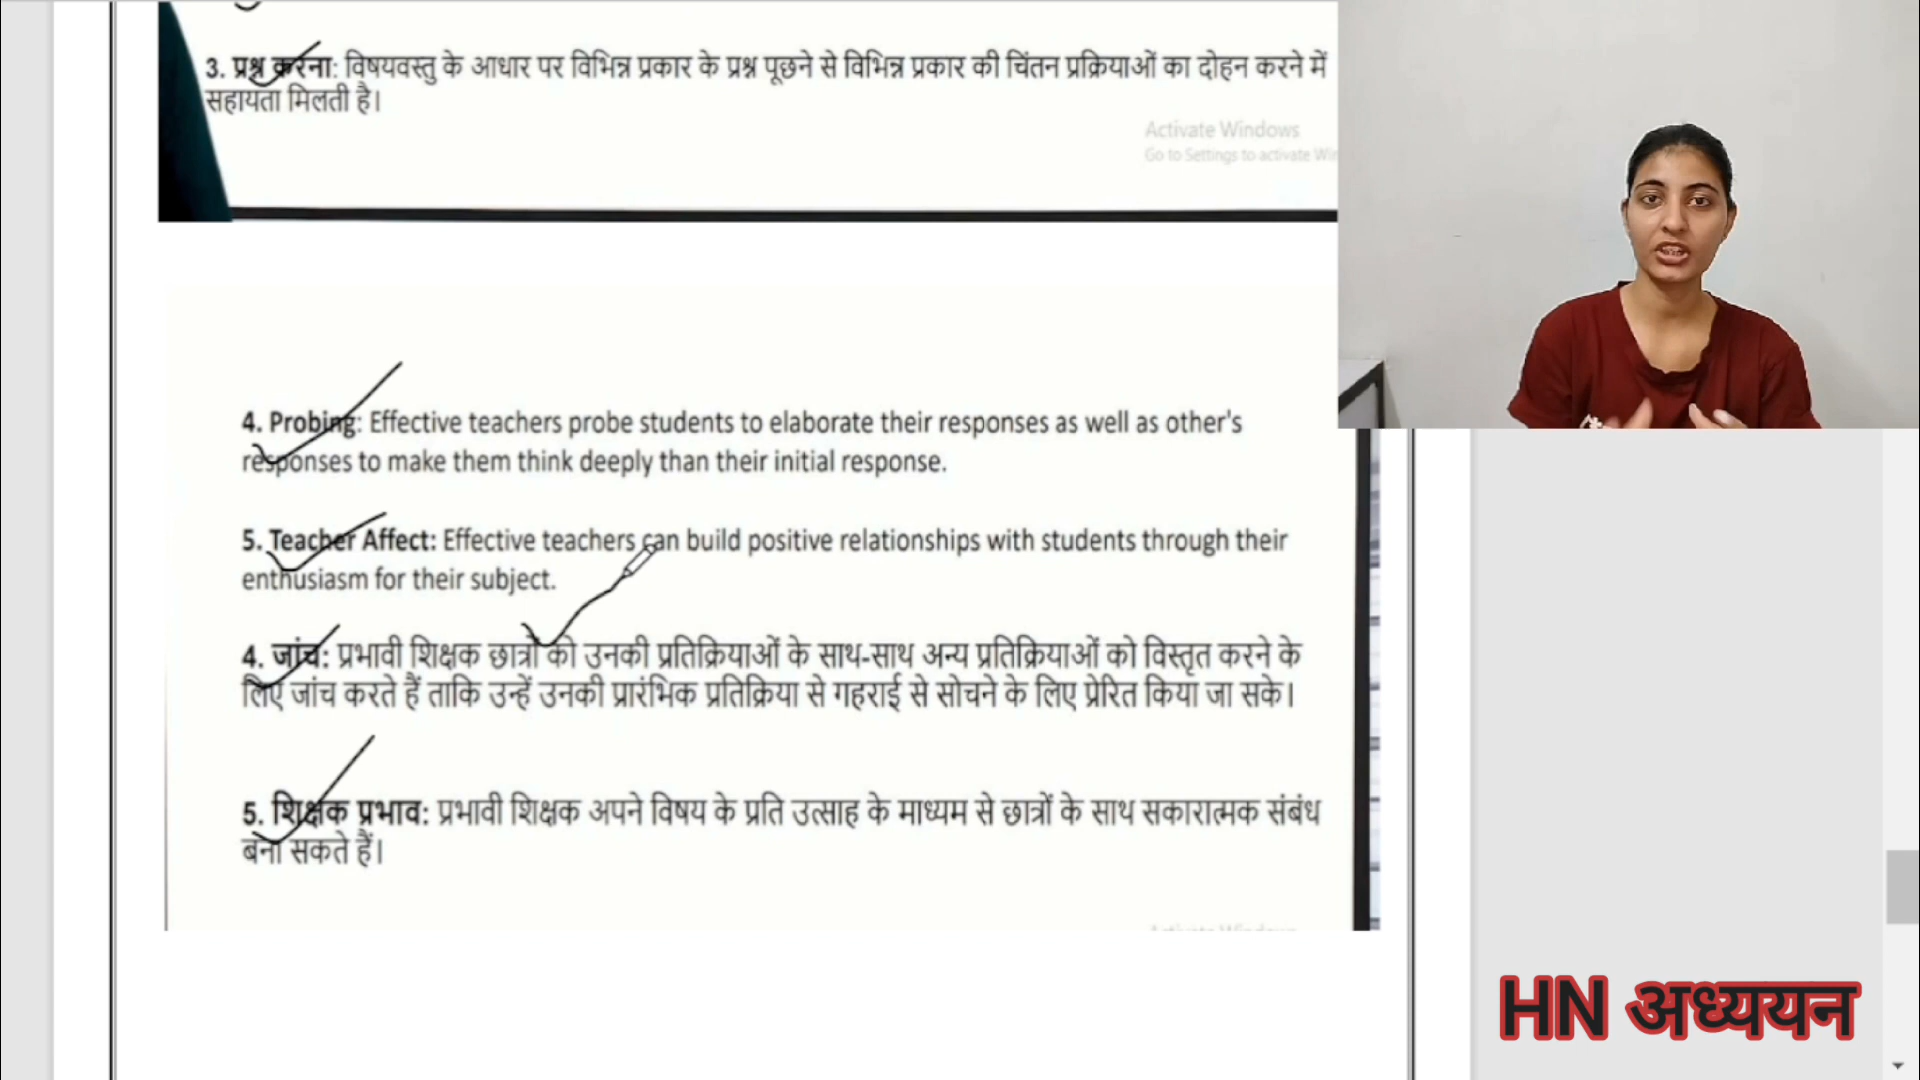 3. प्रश्न करना: विषयवस्तु के आधार पर विभिन्न प्रकार के प्रश्न पूछने से विभिन्न प्रकार की चिंतन प्रक्रियाओं का दोहन करने में
सहायता मिलती है।
Activate Windows
Go to Settings to activate Win
4. Probing: Effective teachers probe students to elaborate their responses as well as other's
responses to make them think deeply than their initial response.
5. Teacher Affect: Effective teachers can build positive relationships with students through their
enthusiasm for their subject.
4. जांच: प्रभावी शिक्षक छात्रों को उनकी प्रतिक्रियाओं के साथ-साथ अन्य प्रतिक्रियाओं को विस्तृत करने के
लिए जांच करते हैं ताकि उन्हें उनकी प्रारंभिक प्रतिक्रिया से गहराई से सोचने के लिए प्रेरित किया जा सके।
5. शिक्षक प्रभाव: प्रभावी शिक्षक अपने विषय के प्रति उत्साह के माध्यम से छात्रों के साथ सकारात्मक संबंध
बना सकते हैं।
Activate Windows
HN अध्ययन